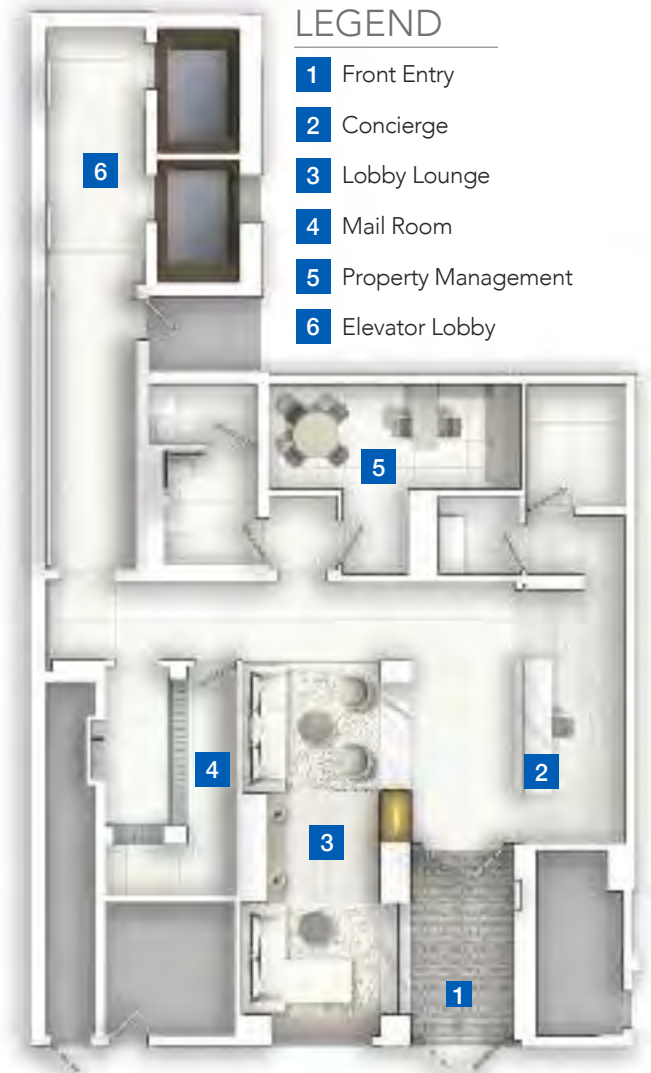 LEGEND
1 Front Entry
2 Concierge
3 Lobby Lounge
4 Mail Room
5 Property Management
6 Elevator Lobby
6
5
4
2
3
1